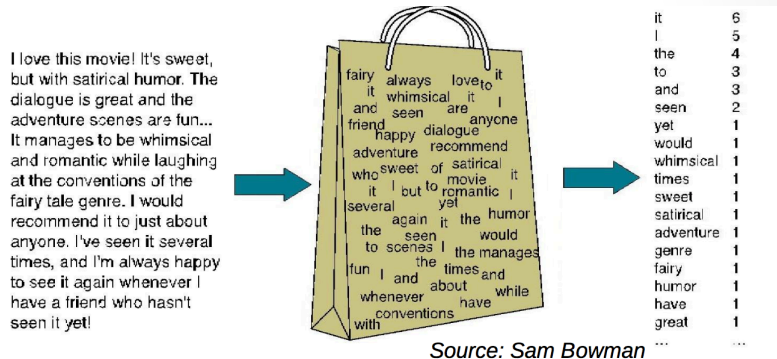 I love this movie! It's sweet,
but with satirical humor. The
dialogue is great and the
adventure scenes are fun...
It manages to be whimsical
and romantic while laughing
at the conventions of the
fairy tale genre. I would
recommend it to just about
anyone. I've seen it several
times, and I'm always happy
to see it again whenever I
have a friend who hasn't
seen it yet!
fairy always love to it
it whimsical it I
and seen are anyone
friend happy dialogue
adventure recommend
who sweet of satirical
it I but to movie it
romantic I
several yet
again it the humor
the seen would
to scenes I the manages
fun I and the times and
whenever about while
have
conventions
with
it 6
I 5
the 4
to 3
and 3
seen 2
yet 1
would 1
whimsical 1
times 1
sweet 1
satirical 1
adventure 1
genre 1
fairy 1
humor 1
have 1
great 1
... ...
Source: Sam Bowman